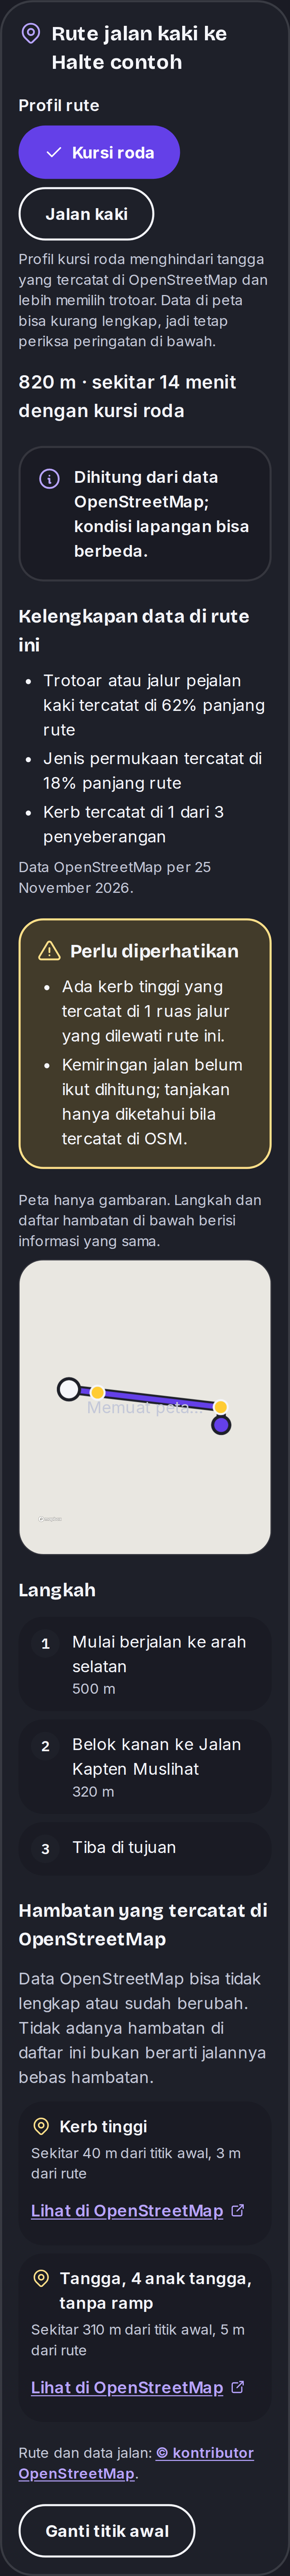 Rute jalan kaki ke
Halte contoh
Profil rute
Kursi roda
Jalan kaki
Profil kursi roda menghindari tangga
yang tercatat di OpenStreetMap dan
lebih memilih trotoar. Data di peta
bisa kurang lengkap, jadi tetap
periksa peringatan di bawah.
820 m · sekitar 14 menit
dengan kursi roda
Dihitung dari data
OpenStreetMap;
kondisi lapangan bisa
berbeda.
Kelengkapan data di rute
ini
• Trotoar atau jalur pejalan
kaki tercatat di 62% panjang
rute
• Jenis permukaan tercatat di
18% panjang rute
• Kerb tercatat di 1 dari 3
penyeberangan
Data OpenStreetMap per 25
November 2026.
Perlu diperhatikan
• Ada kerb tinggi yang
tercatat di 1 ruas jalur
yang dilewati rute ini.
• Kemiringan jalan belum
ikut dihitung; tanjakan
hanya diketahui bila
tercatat di OSM.
Peta hanya gambaran. Langkah dan
daftar hambatan di bawah berisi
informasi yang sama.
Memuat peta...
Langkah
1 Mulai berjalan ke arah
selatan
500 m
2 Belok kanan ke Jalan
Kapten Muslihat
320 m
3 Tiba di tujuan
Hambatan yang tercatat di
OpenStreetMap
Data OpenStreetMap bisa tidak
lengkap atau sudah berubah.
Tidak adanya hambatan di
daftar ini bukan berarti jalannya
bebas hambatan.
Kerb tinggi
Sekitar 40 m dari titik awal, 3 m
dari rute
Lihat di OpenStreetMap
Tangga, 4 anak tangga,
tanpa ramp
Sekitar 310 m dari titik awal, 5 m
dari rute
Lihat di OpenStreetMap
Rute dan data jalan: © kontributor
OpenStreetMap.
Ganti titik awal